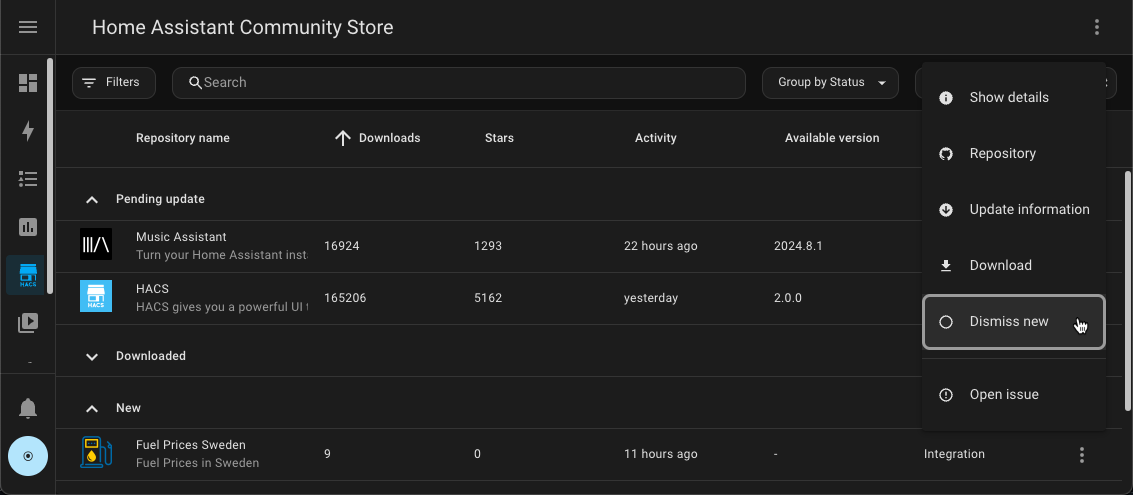 Home Assistant Community Store
Filters
Search
Group by Status
Repository name
Downloads
Stars
Activity
Available version
Pending update
Music Assistant
Turn your Home Assistant inst
16924
1293
22 hours ago
2024.8.1
HACS
HACS
HACS gives you a powerful UI t
165206
5162
yesterday
2.0.0
Downloaded
New
Fuel Prices Sweden
Fuel Prices in Sweden
9
0
11 hours ago
-
Integration
Show details
Repository
Update information
Download
Dismiss new
Open issue